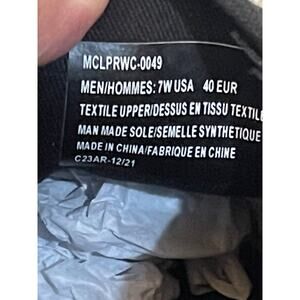 MCLPRWC-0049
MEN/HOMMES: 7W USA 40 EUR
TEXTILE UPPER/DESSUS EN TISSU TEXTILE
MAN MADE SOLE/SEMELLE SYNTHETIQUE
MADE IN CHINA/FABRIQUE EN CHINE
C23AR-12/21